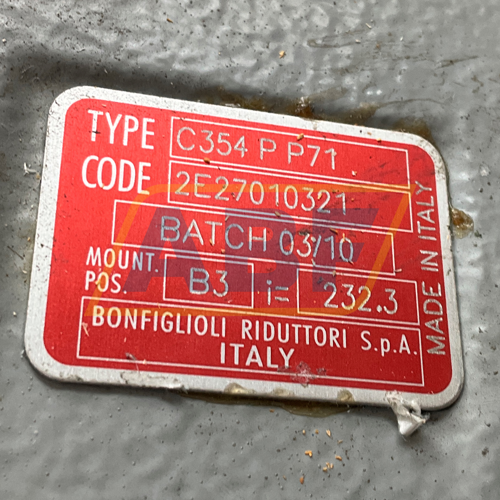 TYPE C354 P P71
CODE 2E27010321
BATCH 03/10
MOUNT. POS. B3 i= 232.3
BONFIGLIOLI RIDUTTORI S.p.A.
ITALY
MADE IN ITALY